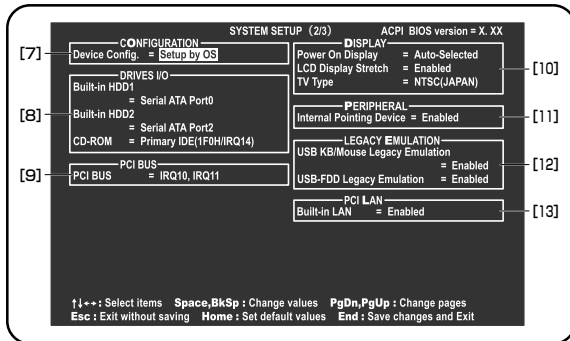 SYSTEM SETUP (2/3) ACPI BIOS version = X. XX
CONFIGURATION
[7] Device Config. = Setup by OS
DRIVES I/O
[8] Built-in HDD1
= Serial ATA Port0
Built-in HDD2
= Serial ATA Port2
CD-ROM = Primary IDE(1F0H/IRQ14)
PCI BUS
[9] PCI BUS = IRQ10, IRQ11
DISPLAY
Power On Display = Auto-Selected
LCD Display Stretch = Enabled [10]
TV Type = NTSC(JAPAN)
PERIPHERAL
Internal Pointing Device = Enabled [11]
LEGACY EMULATION
USB KB/Mouse Legacy Emulation
= Enabled [12]
USB-FDD Legacy Emulation = Enabled
PCI LAN
Built-in LAN = Enabled [13]
↑↓←→ : Select items Space,BkSp : Change values PgDn,PgUp : Change pages
Esc : Exit without saving Home : Set default values End : Save changes and Exit